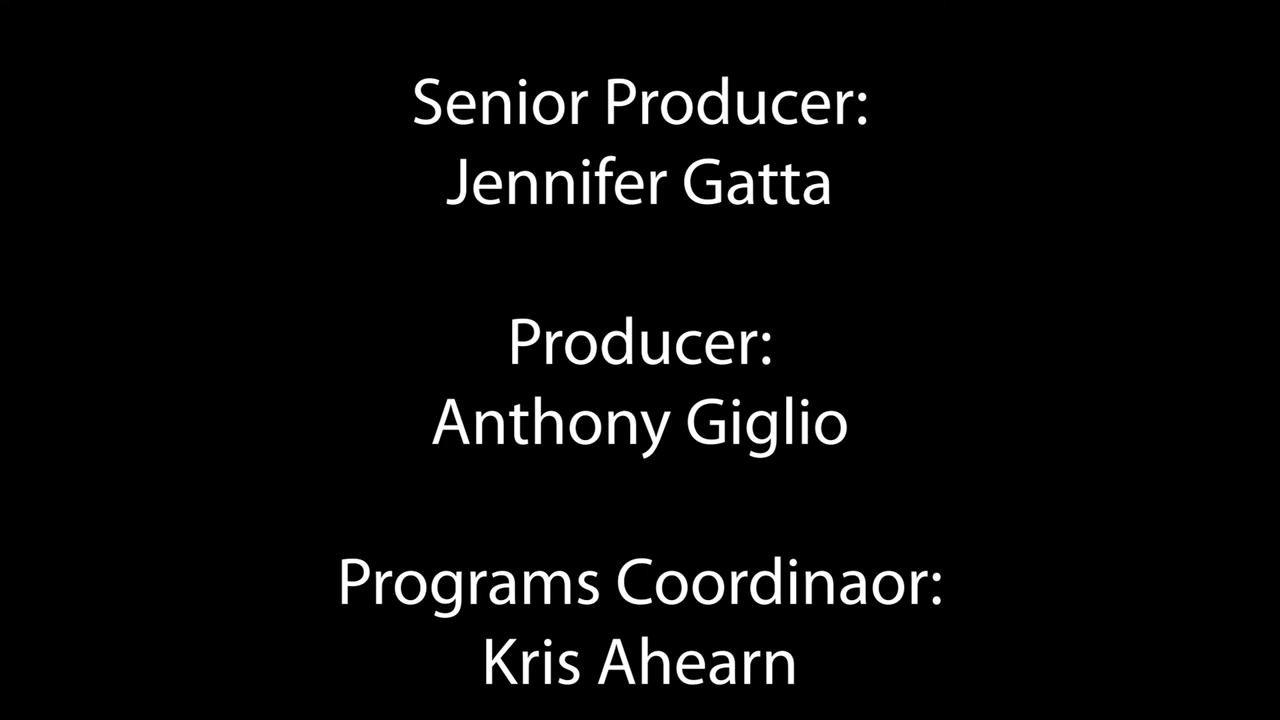 Senior Producer:
Jennifer Gatta
Producer:
Anthony Giglio
Programs Coordinaor:
Kris Ahearn